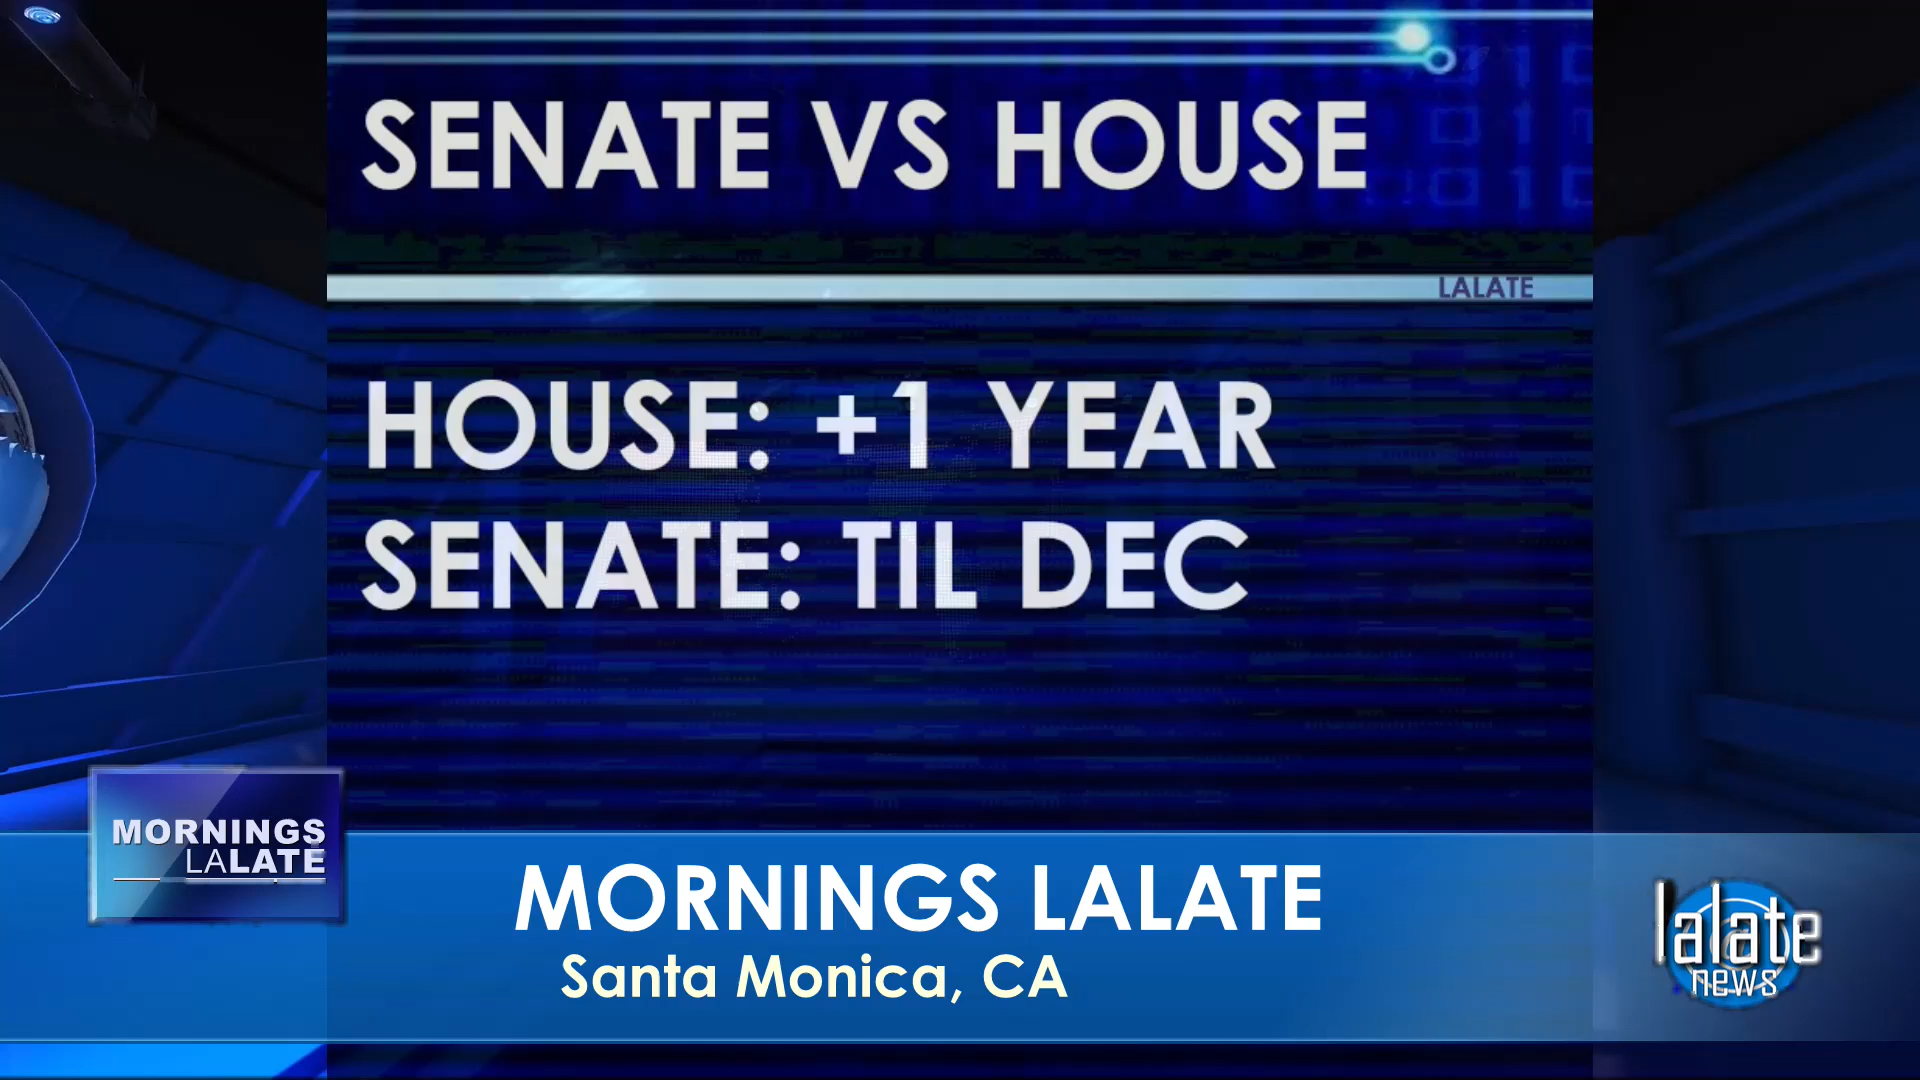 SENATE VS HOUSE
LALATE
HOUSE: +1 YEAR
SENATE: TIL DEC
MORNINGS
LALATE
MORNINGS LALATE
Santa Monica, CA
lalate
news